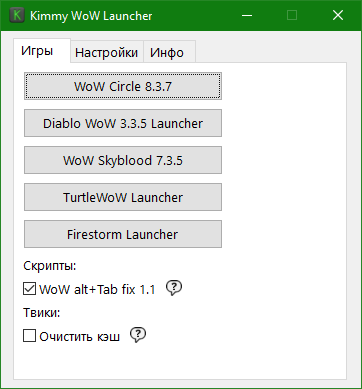 Kimmy WoW Launcher
Игры Настройки Инфо
WoW Circle 8.3.7
Diablo WoW 3.3.5 Launcher
WoW Skyblood 7.3.5
TurtleWoW Launcher
Firestorm Launcher
Скрипты:
WoW alt+Tab fix 1.1
Твики:
Очистить кэш